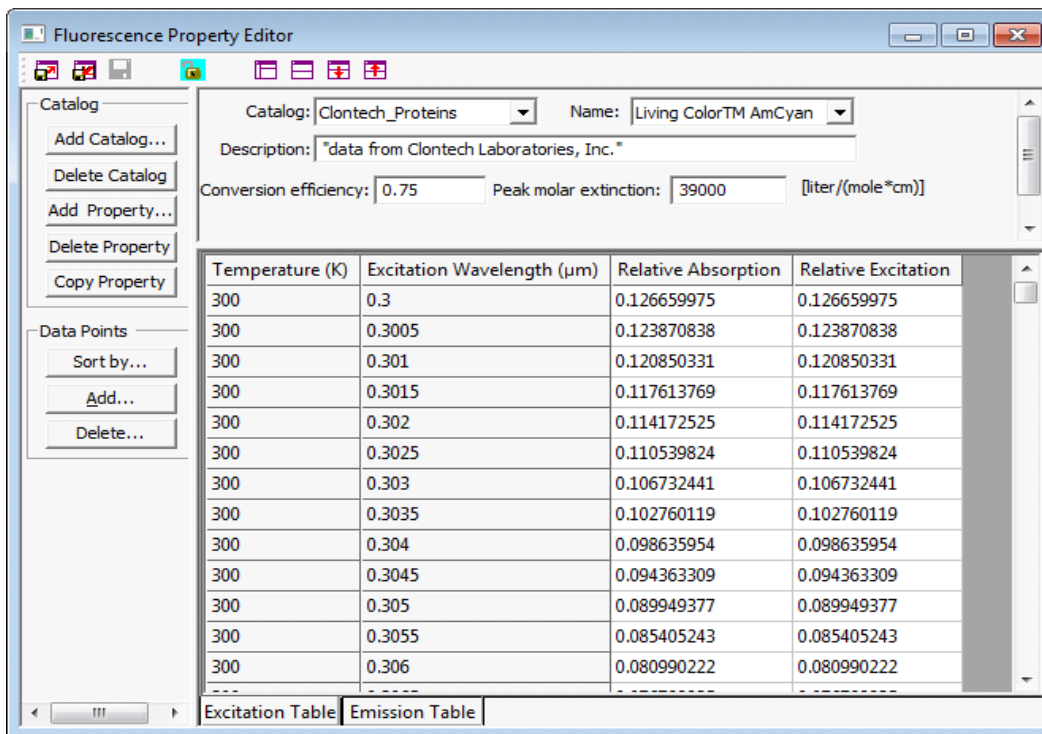 Fluorescence Property Editor
Catalog
Add Catalog...
Delete Catalog
Add Property...
Delete Property
Copy Property
Data Points
Sort by...
Add...
Delete...
Catalog: Clontech_Proteins Name: Living ColorTM AmCyan
Description: "data from Clontech Laboratories, Inc."
Conversion efficiency: 0.75 Peak molar extinction: 39000 [liter/(mole*cm)]
Temperature (K) Excitation Wavelength (µm) Relative Absorption Relative Excitation
300 0.3 0.126659975 0.126659975
300 0.3005 0.123870838 0.123870838
300 0.301 0.120850331 0.120850331
300 0.3015 0.117613769 0.117613769
300 0.302 0.114172525 0.114172525
300 0.3025 0.110539824 0.110539824
300 0.303 0.106732441 0.106732441
300 0.3035 0.102760119 0.102760119
300 0.304 0.098635954 0.098635954
300 0.3045 0.094363309 0.094363309
300 0.305 0.089949377 0.089949377
300 0.3055 0.085405243 0.085405243
300 0.306 0.080990222 0.080990222
Excitation Table Emission Table